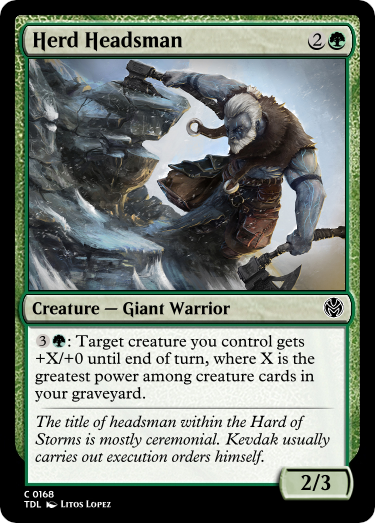 Herd Headsman 2
Creature — Giant Warrior
3 : Target creature you control gets
+X/+0 until end of turn, where X is the
greatest power among creature cards in
your graveyard.
The title of headsman within the Hard of
Storms is mostly ceremonial. Kevdak usually
carries out execution orders himself.
2/3
C 0168
TDL Litos Lopez